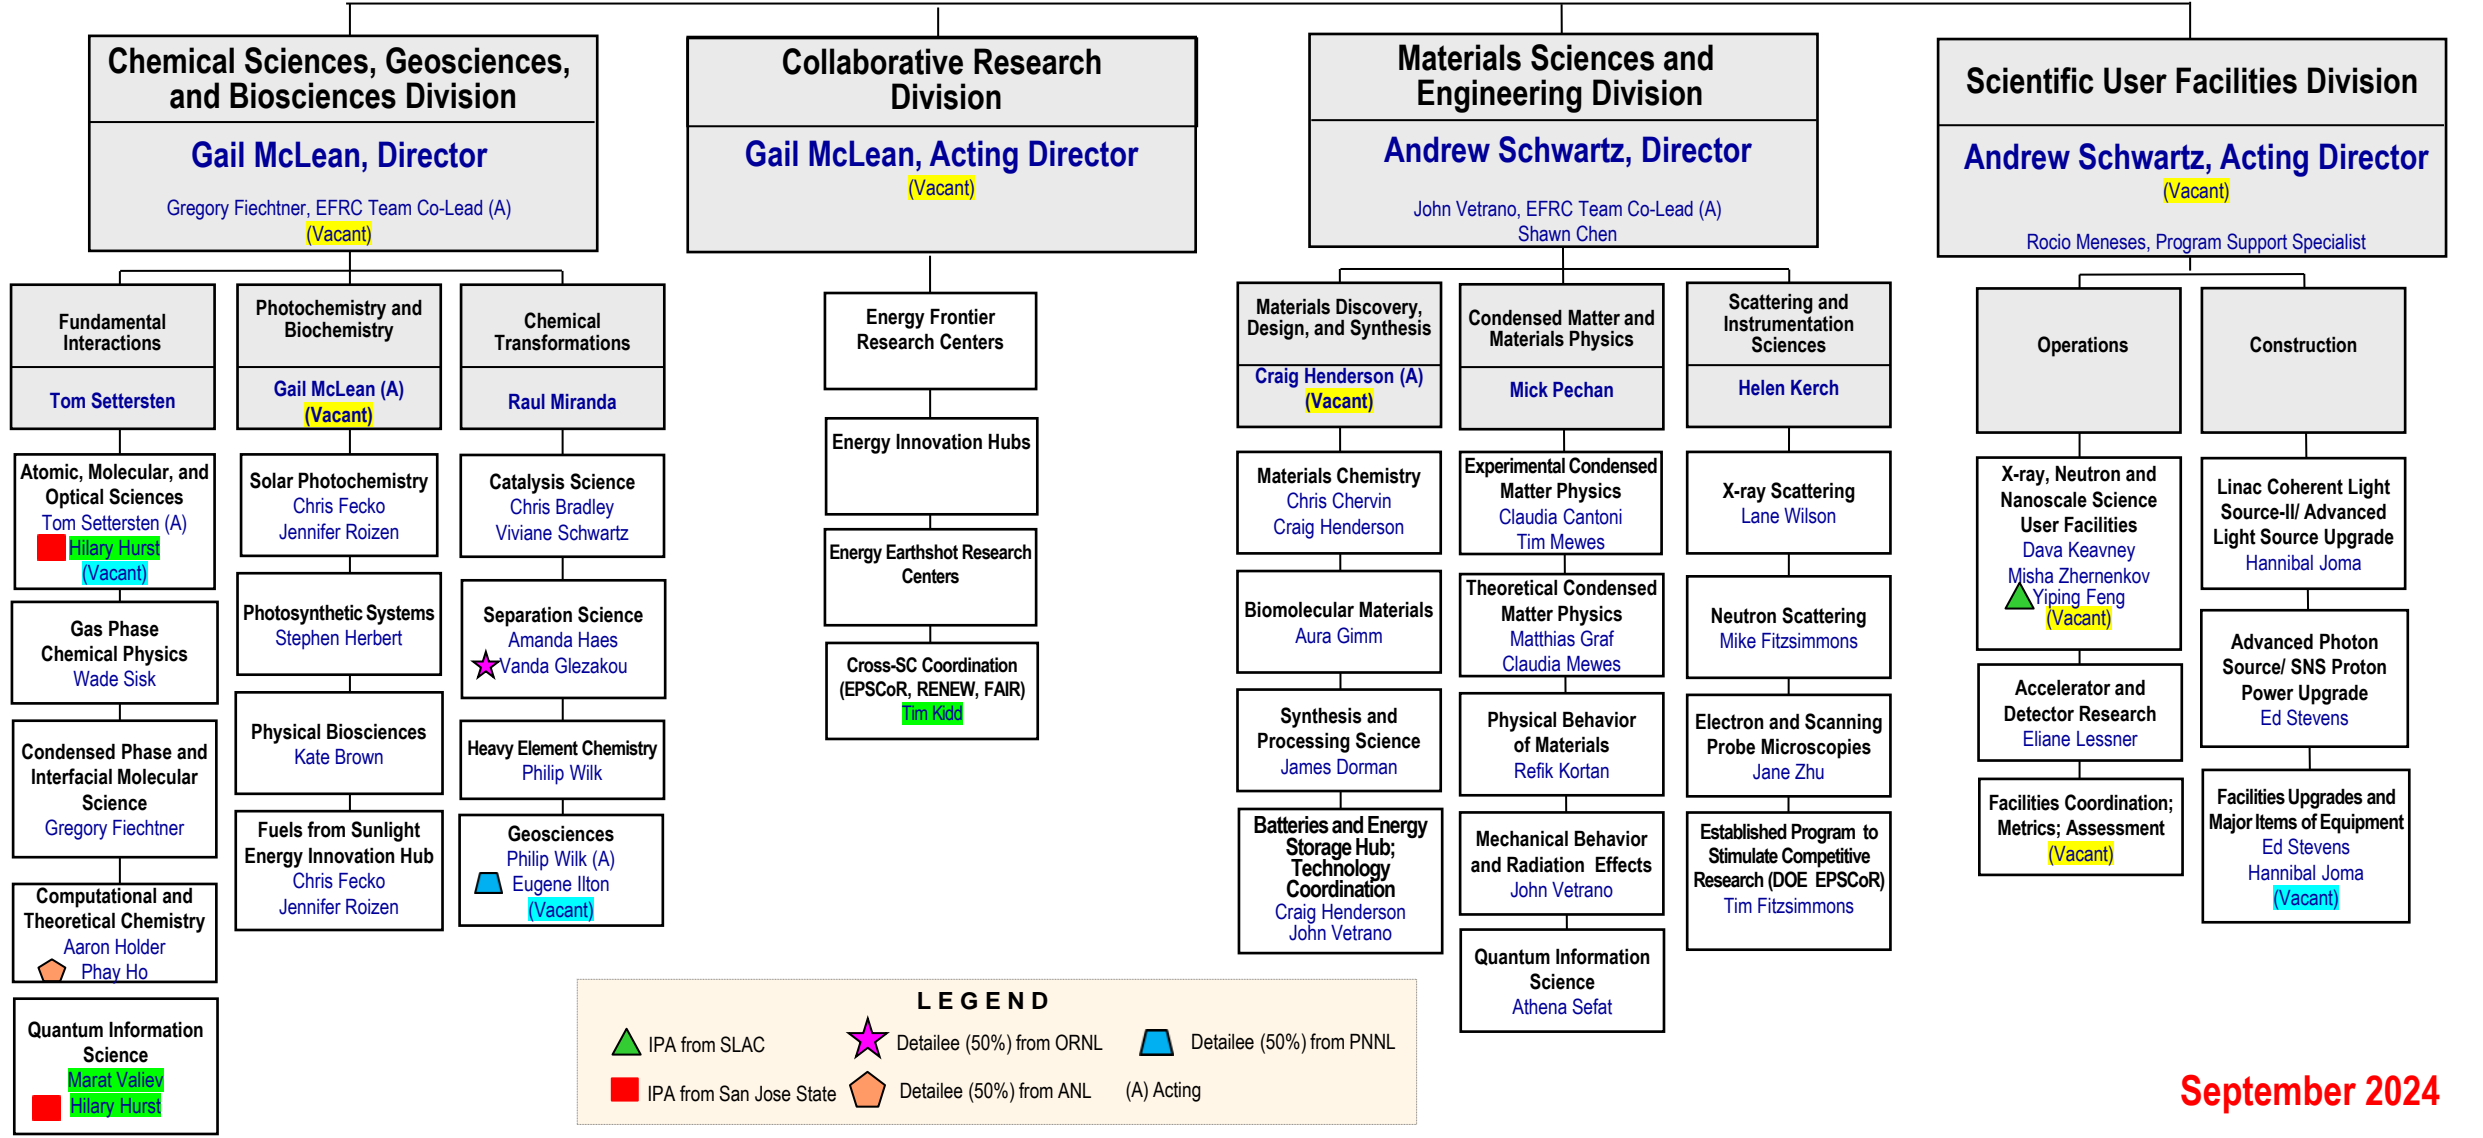 Chemical Sciences, Geosciences,
and Biosciences Division
Gail McLean, Director
Gregory Fiechtner, EFRC Team Co-Lead (A)
(Vacant)
Collaborative Research
Division
Gail McLean, Acting Director
(Vacant)
Materials Sciences and
Engineering Division
Andrew Schwartz, Director
John Vetrano, EFRC Team Co-Lead (A)
Shawn Chen
Scientific User Facilities Division
Andrew Schwartz, Acting Director
(Vacant)
Rocio Meneses, Program Support Specialist
Fundamental
Interactions
Tom Settersten
Atomic, Molecular, and
Optical Sciences
Tom Settersten (A)
Hilary Hurst
(Vacant)
Gas Phase
Chemical Physics
Wade Sisk
Condensed Phase and
Interfacial Molecular
Science
Gregory Fiechtner
Computational and
Theoretical Chemistry
Aaron Holder
Phay Ho
Quantum Information
Science
Marat Valiev
Hilary Hurst
Photochemistry and
Biochemistry
Gail McLean (A)
(Vacant)
Solar Photochemistry
Chris Fecko
Jennifer Roizen
Photosynthetic Systems
Stephen Herbert
Physical Biosciences
Kate Brown
Fuels from Sunlight
Energy Innovation Hub
Chris Fecko
Jennifer Roizen
Chemical
Transformations
Raul Miranda
Catalysis Science
Chris Bradley
Viviane Schwartz
Separation Science
Amanda Haes
Vanda Glezakou
Heavy Element Chemistry
Philip Wilk
Geosciences
Philip Wilk (A)
Eugene Ilton
(Vacant)
Energy Frontier
Research Centers
Energy Innovation Hubs
Energy Earthshot Research
Centers
Cross-SC Coordination
(EPSCoR, RENEW, FAIR)
Tim Kidd
Materials Discovery,
Design, and Synthesis
Craig Henderson (A)
(Vacant)
Materials Chemistry
Chris Chervin
Craig Henderson
Biomolecular Materials
Aura Gimm
Synthesis and
Processing Science
James Dorman
Batteries and Energy
Storage Hub;
Technology
Coordination
Craig Henderson
John Vetrano
Condensed Matter and
Materials Physics
Mick Pechan
Experimental Condensed
Matter Physics
Claudia Cantoni
Tim Mewes
Theoretical Condensed
Matter Physics
Matthias Graf
Claudia Mewes
Physical Behavior
of Materials
Refik Kortan
Mechanical Behavior
and Radiation Effects
John Vetrano
Quantum Information
Science
Athena Sefat
Scattering and
Instrumentation
Sciences
Helen Kerch
X-ray Scattering
Lane Wilson
Neutron Scattering
Mike Fitzsimmons
Electron and Scanning
Probe Microscopies
Jane Zhu
Established Program to
Stimulate Competitive
Research (DOE EPSCoR)
Tim Fitzsimmons
Operations
X-ray, Neutron and
Nanoscale Science
User Facilities
Dava Keavney
Misha Zhernenkov
Yiping Feng
(Vacant)
Accelerator and
Detector Research
Eliane Lessner
Facilities Coordination;
Metrics; Assessment
(Vacant)
Construction
Linac Coherent Light
Source-II/ Advanced
Light Source Upgrade
Hannibal Joma
Advanced Photon
Source/ SNS Proton
Power Upgrade
Ed Stevens
Facilities Upgrades and
Major Items of Equipment
Ed Stevens
Hannibal Joma
(Vacant)
LEGEND
IPA from SLAC
Detailee (50%) from ORNL
Detailee (50%) from PNNL
IPA from San Jose State
Detailee (50%) from ANL
(A) Acting
September 2024